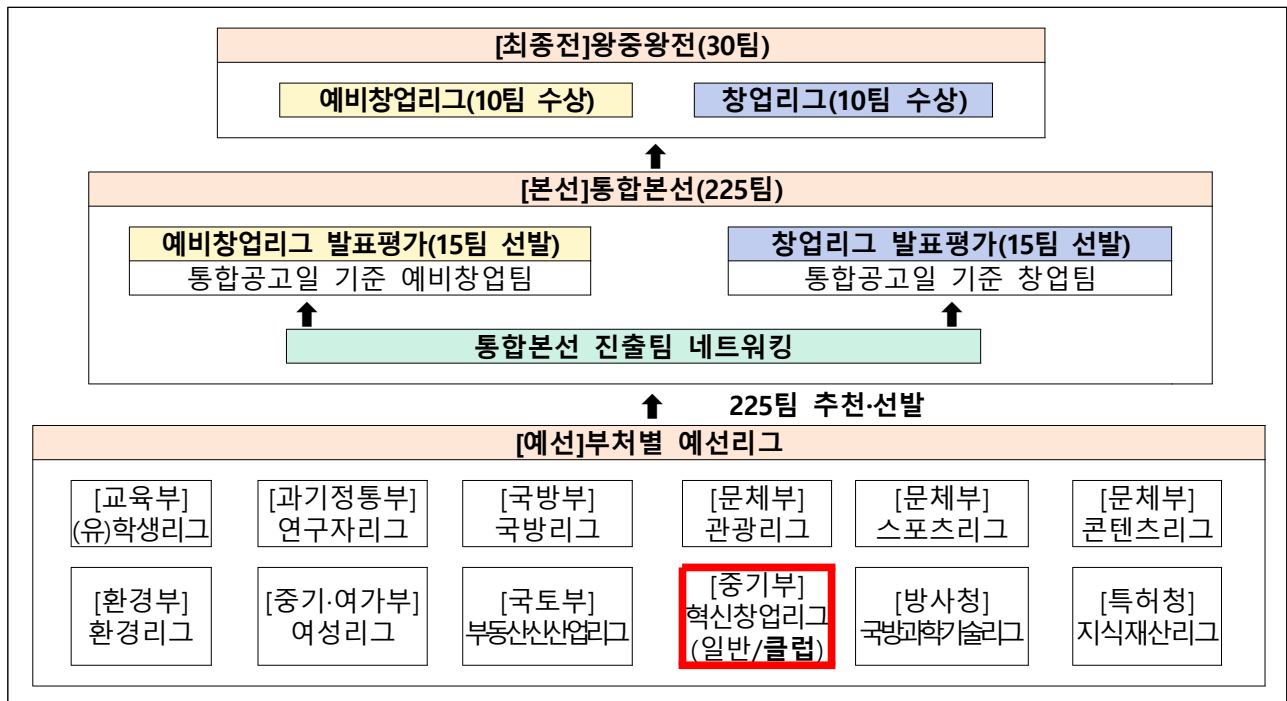 [최종전]왕중왕전(30팀)
예비창업리그(10팀 수상)
창업리그(10팀 수상)
[본선]통합본선(225팀)
예비창업리그 발표평가(15팀 선발)
통합공고일 기준 예비창업팀
창업리그 발표평가(15팀 선발)
통합공고일 기준 창업팀
통합본선 진출팀 네트워킹
225팀 추천·선발
[예선]부처별 예선리그
[교육부]
(유)학생리그
[과기정통부]
연구자리그
[국방부]
국방리그
[문체부]
관광리그
[문체부]
스포츠리그
[문체부]
콘텐츠리그
[환경부]
환경리그
[중기·여가부]
여성리그
[국토부]
부동산신산업리그
[중기부]
혁신창업리그
(일반/클럽)
[방사청]
국방과학기술리그
[특허청]
지식재산리그